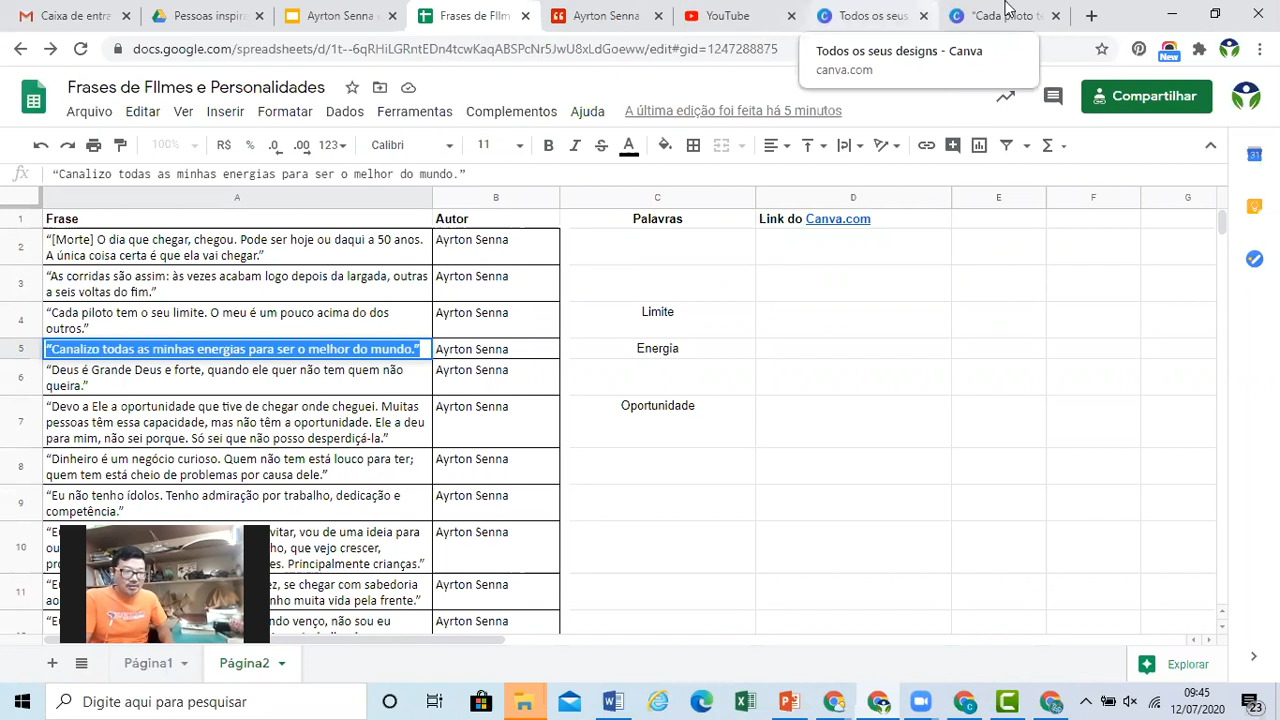 Caixa de entra
Pessoas inspir
Ayrton Senna e
Frases de FIlm
Ayrton Senna
YouTube
Todos os seus
"Cada piloto te
docs.google.com/spreadsheets/d/1t--6qRHiLGRntEDn4tcwKaqASBPKNr5JwU8xLdGoeww/edit#gid=1247288775
New
Todos os seus designs - Canva
canva.com
Frases de FIlmes e Personalidades
Arquivo Editar Ver Inserir Formatar Dados Ferramentas Complementos Ajuda A última edição foi feita há 5 minutos
Compartilhar
100% R$ % .0 .00 123 Calibri 11 B I S A
fx "Canalizo todas as minhas energias para ser o melhor do mundo."
A B C D E F G
1 Frase Autor Palavras Link do Canva.com
2 "[Morte] O dia que chegar, chegou. Pode ser hoje ou daqui a 50 anos. Ayrton Senna
A única coisa certa é que ela vai chegar."
3 "As corridas são assim: às vezes acabam logo depois da largada, outras Ayrton Senna
a seis voltas do fim."
4 "Cada piloto tem o seu limite. O meu é um pouco acima do dos Ayrton Senna Limite
outros."
5 "Canalizo todas as minhas energias para ser o melhor do mundo." Ayrton Senna Energia
6 "Deus é Grande Deus e forte, quando ele quer não tem quem não Ayrton Senna
queira."
7 "Devo a Ele a oportunidade que tive de chegar onde cheguei. Muitas Ayrton Senna Oportunidade
pessoas têm essa capacidade, mas não têm a oportunidade. Ele a deu
para mim, não sei porque. Só sei que não posso desperdiçá-la."
8 "Dinheiro é um negócio curioso. Quem não tem está louco para ter; Ayrton Senna
quem tem está cheio de problemas por causa dele."
9 "Eu não tenho ídolos. Tenho admiração por trabalho, dedicação e Ayrton Senna
competência."
10 vitar, vou de uma ideia para Ayrton Senna
ho, que vejo crescer,
es. Principalmente crianças."
11 ez, se chegar com sabedoria Ayrton Senna
nho muita vida pela frente."
ndo venço, não sou eu Ayrton Senna
Página1 Página2 Explorar
Digite aqui para pesquisar
09:45
12/07/2020
23